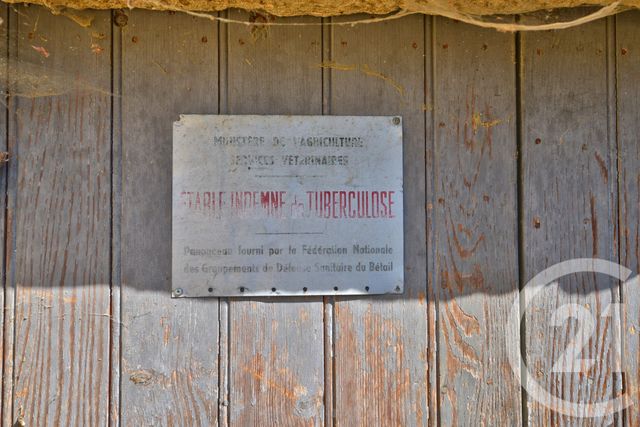 MINISTÈRE DE L'AGRICULTURE
SERVICES VÉTÉRINAIRES
ÉTABLE INDEMNE de TUBERCULOSE
Panonceau fourni par la Fédération Nationale
des Groupements de Défense Sanitaire du Bétail
21